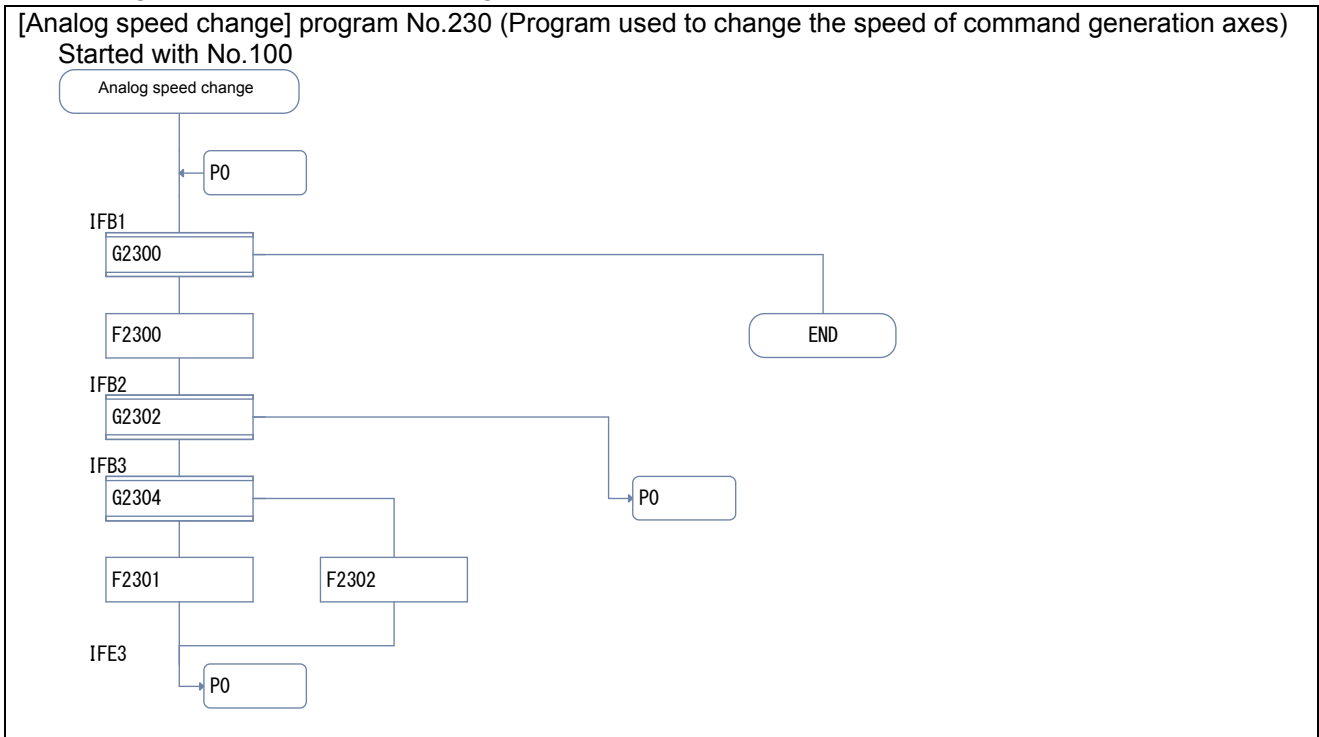 [Analog speed change] program No.230 (Program used to change the speed of command generation axes)
Started with No.100
Analog speed change
P0
IFB1
G2300
F2300
END
IFB2
G2302
IFB3
G2304
P0
F2301
F2302
IFE3
P0